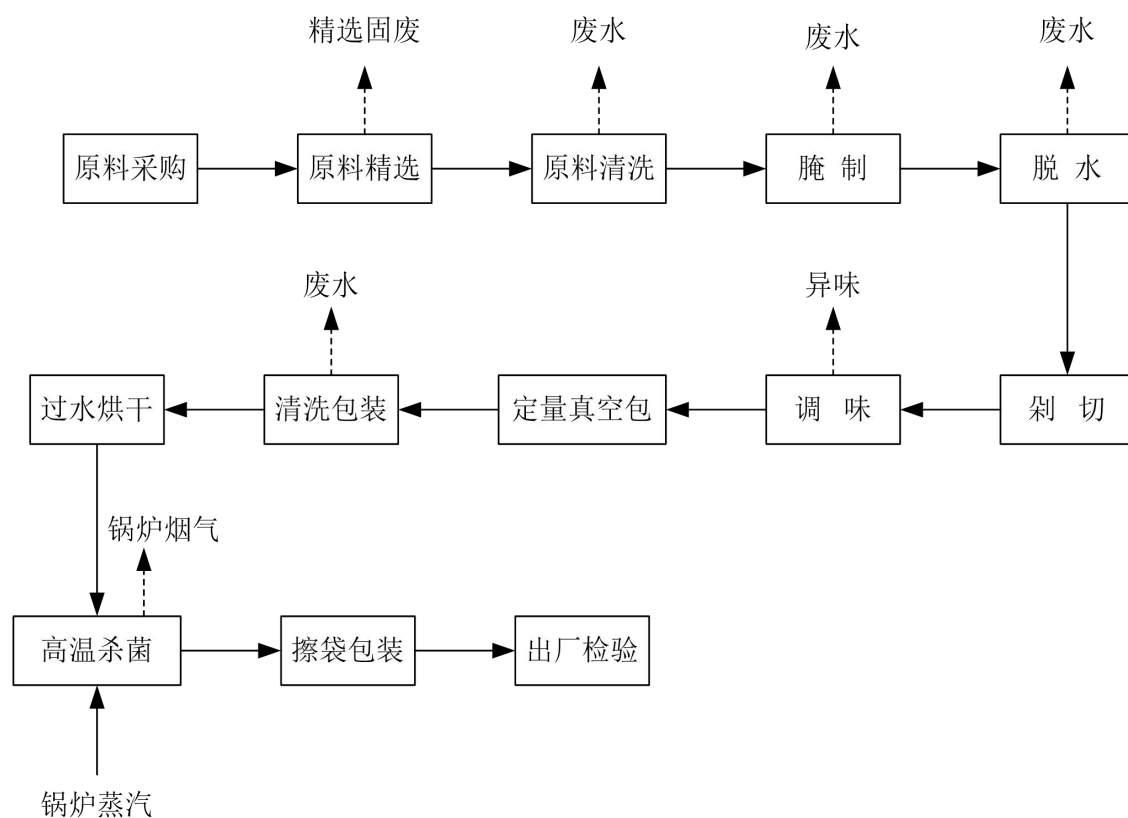 精选固废 废水 废水 废水
原料采购 原料精选 原料清洗 腌 制 脱 水
废水 异味
过水烘干 清洗包装 定量真空包 调 味 剁 切
锅炉烟气
高温杀菌 擦袋包装 出厂检验
锅炉蒸汽